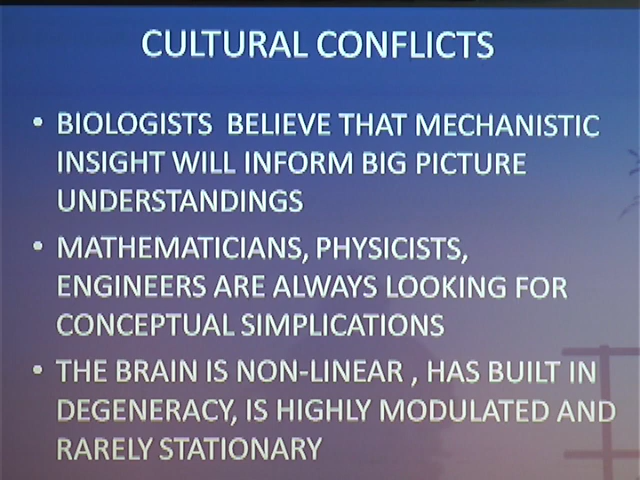 CULTURAL CONFLICTS
• BIOLOGISTS BELIEVE THAT MECHANISTIC
INSIGHT WILL INFORM BIG PICTURE
UNDERSTANDINGS
• MATHEMATICIANS, PHYSICISTS,
ENGINEERS ARE ALWAYS LOOKING FOR
CONCEPTUAL SIMPLICATIONS
• THE BRAIN IS NON-LINEAR , HAS BUILT IN
DEGENERACY, IS HIGHLY MODULATED AND
RARELY STATIONARY